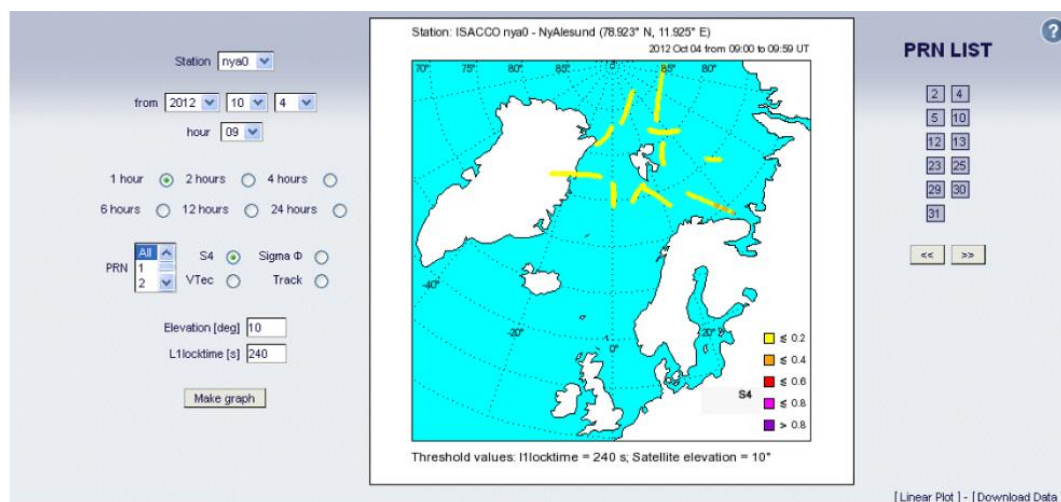 Station nya0
from 2012 10 4
hour 09
1 hour 2 hours 4 hours
6 hours 12 hours 24 hours
PRN All 1 2
S4 Sigma Φ
VTec Track
Elevation [deg] 10
L1locktime [s] 240
Make graph
Station: ISACCO nya0 - NyAlesund (78.923° N, 11.925° E)
2012 Oct 04 from 09:00 to 09:59 UT
70° 75° 80° 85° 85° 80°
-40°
-20°
0°
20°
S4
≤ 0.2
≤ 0.4
≤ 0.6
≤ 0.8
> 0.8
Threshold values: l1locktime = 240 s; Satellite elevation = 10°
?
PRN LIST
2 4
5 10
12 13
23 25
29 30
31
<< >>
[ Linear Plot ] - [ Download Data